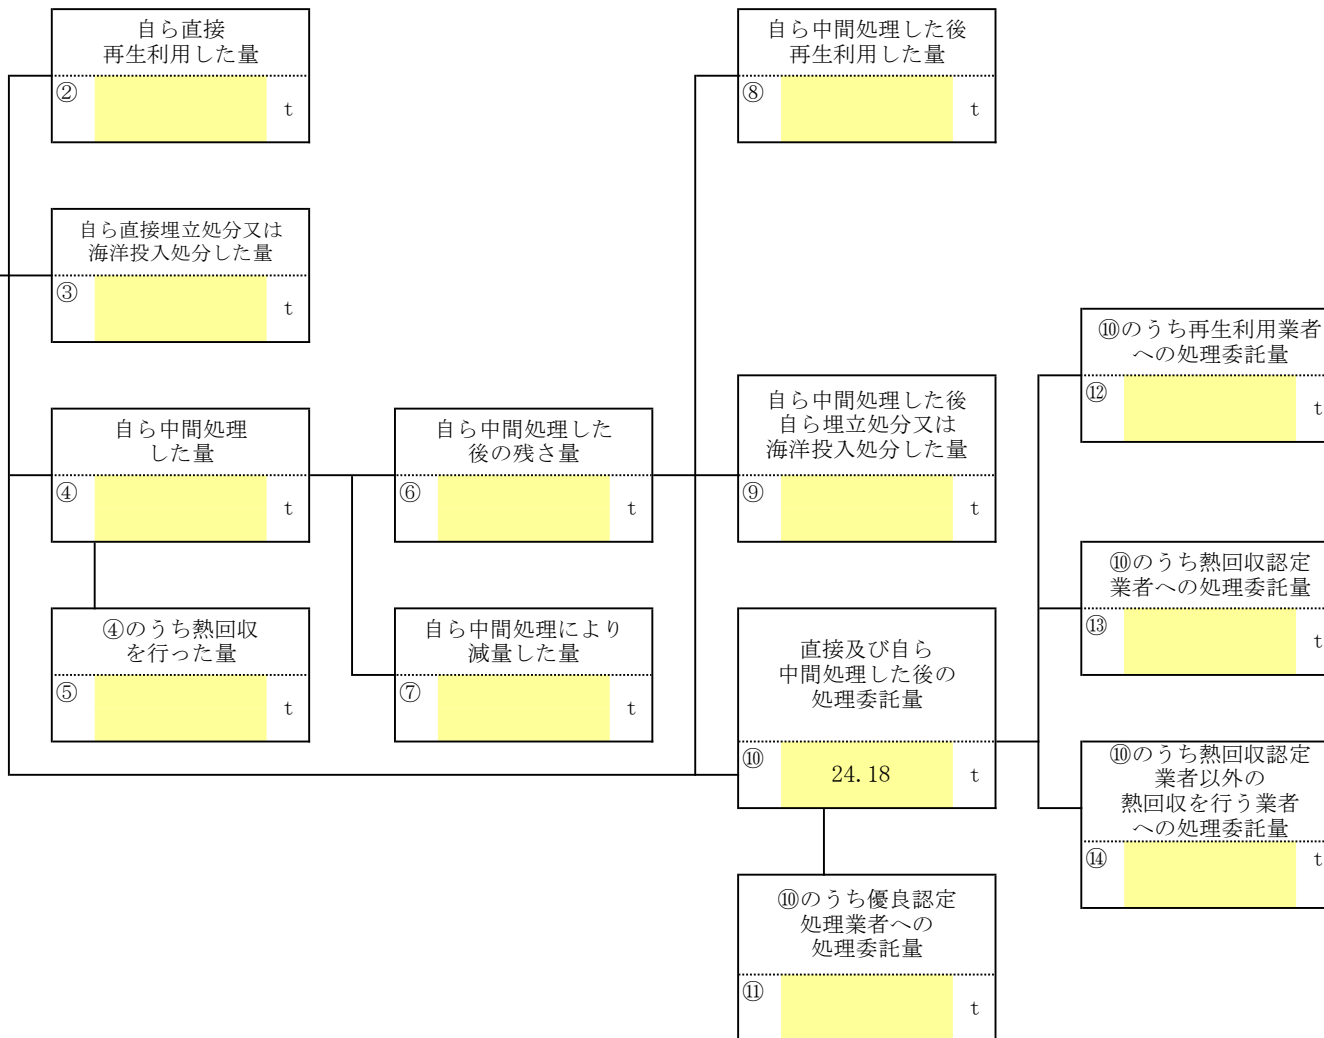 自ら直接
再生利用した量
②
t
自ら中間処理した後
再生利用した量
⑧
t
自ら直接埋立処分又は
海洋投入処分した量
③
t
⑩のうち再生利用業者
への処理委託量
⑫
t
自ら中間処理
した量
④
t
自ら中間処理した
後の残さ量
⑥
t
自ら中間処理した後
自ら埋立処分又は
海洋投入処分した量
⑨
t
⑩のうち熱回収認定
業者への処理委託量
⑬
t
④のうち熱回収
を行った量
⑤
t
自ら中間処理により
減量した量
⑦
t
直接及び自ら
中間処理した後の
処理委託量
⑩
24.18
t
⑩のうち熱回収認定
業者以外の
熱回収を行う業者
への処理委託量
⑭
t
⑩のうち優良認定
処理業者への
処理委託量
⑪
t